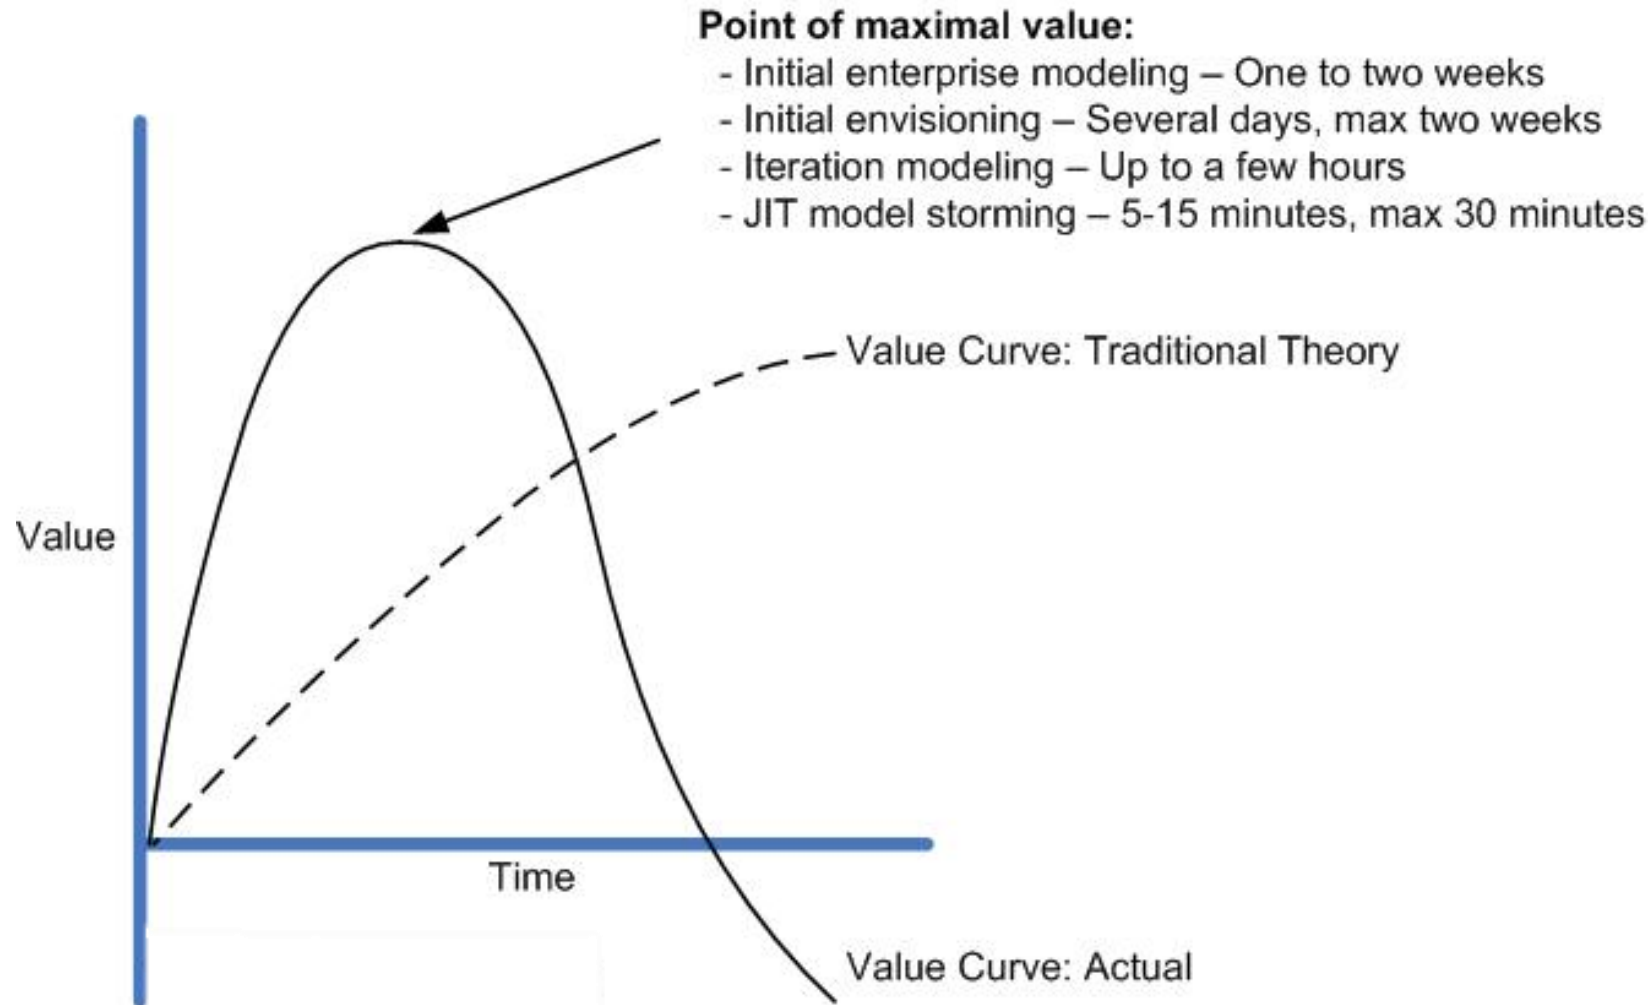 Point of maximal value:
- Initial enterprise modeling – One to two weeks
- Initial envisioning – Several days, max two weeks
- Iteration modeling – Up to a few hours
- JIT model storming – 5-15 minutes, max 30 minutes
Value Curve: Traditional Theory
Value
Time
Value Curve: Actual